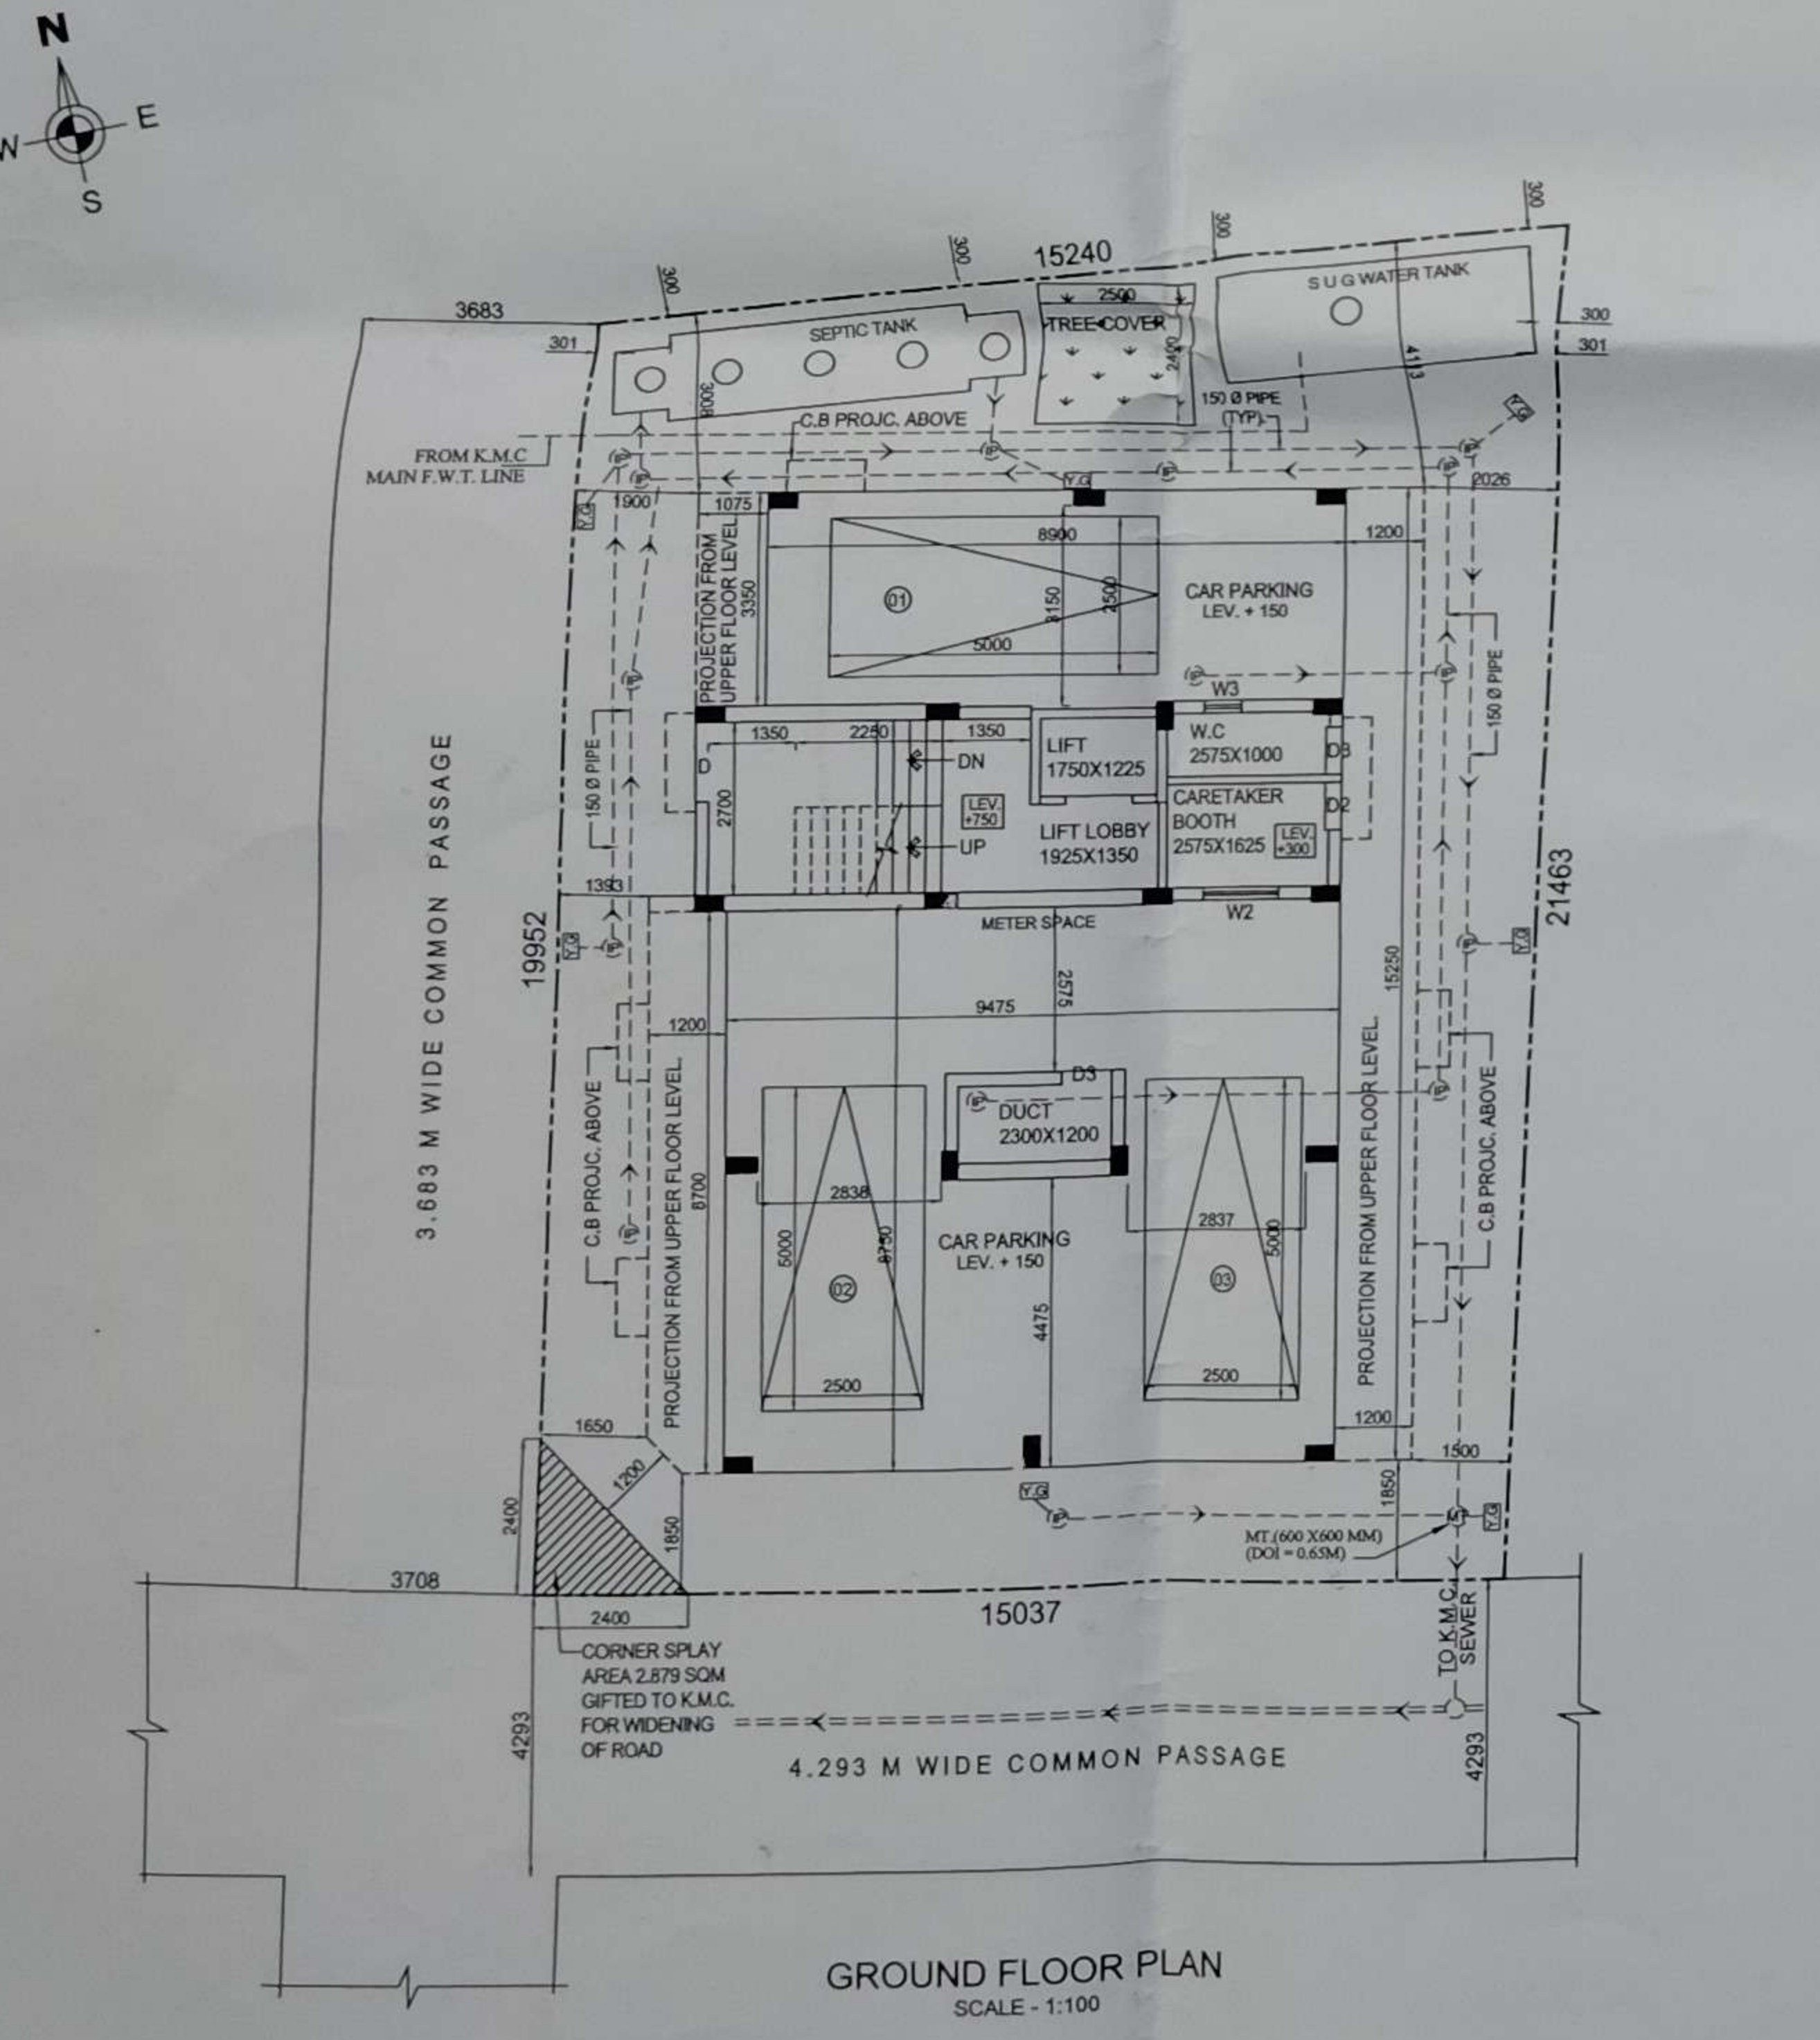 N
W
E
S
300
300
300
300
15240
3683
301
300
301
SEPTIC TANK
2500
TREE COVER
2400
S U G WATER TANK
4113
3008
150 Ø PIPE
(TYP)
C.B PROJC. ABOVE
FROM K.M.C
MAIN F.W.T. LINE
Y.G
Y.G
Y.G
1900
1075
2026
PROJECTION FROM
UPPER FLOOR LEVEL
3350
8900
1200
01
3150
2500
5000
CAR PARKING
LEV. + 150
150 Ø PIPE
W3
1350
2250
1350
LIFT
1750X1225
W.C
2575X1000
D3
D
DN
2700
LEV.
+750
UP
LIFT LOBBY
1925X1350
CARETAKER
BOOTH
2575X1625
LEV.
+300
D2
150 Ø PIPE
3.683 M WIDE COMMON PASSAGE
19952
21463
1393
Y.G
Y.G
METER SPACE
W2
2575
15250
9475
1200
C.B PROJC. ABOVE
PROJECTION FROM UPPER FLOOR LEVEL.
8700
D3
DUCT
2300X1200
2838
2837
5000
8750
5000
02
03
CAR PARKING
LEV. + 150
4475
2500
2500
PROJECTION FROM UPPER FLOOR LEVEL.
C.B PROJC. ABOVE
1650
1200
1200
1500
2400
1850
1850
Y.G
Y.G
M
MT.(600 X600 MM)
(DOI = 0.65M)
3708
2400
15037
TO K.M.C.
SEWER
CORNER SPLAY
AREA 2.879 SQM
GIFTED TO K.M.C.
FOR WIDENING
OF ROAD
4293
4293
4.293 M WIDE COMMON PASSAGE
GROUND FLOOR PLAN
SCALE - 1:100